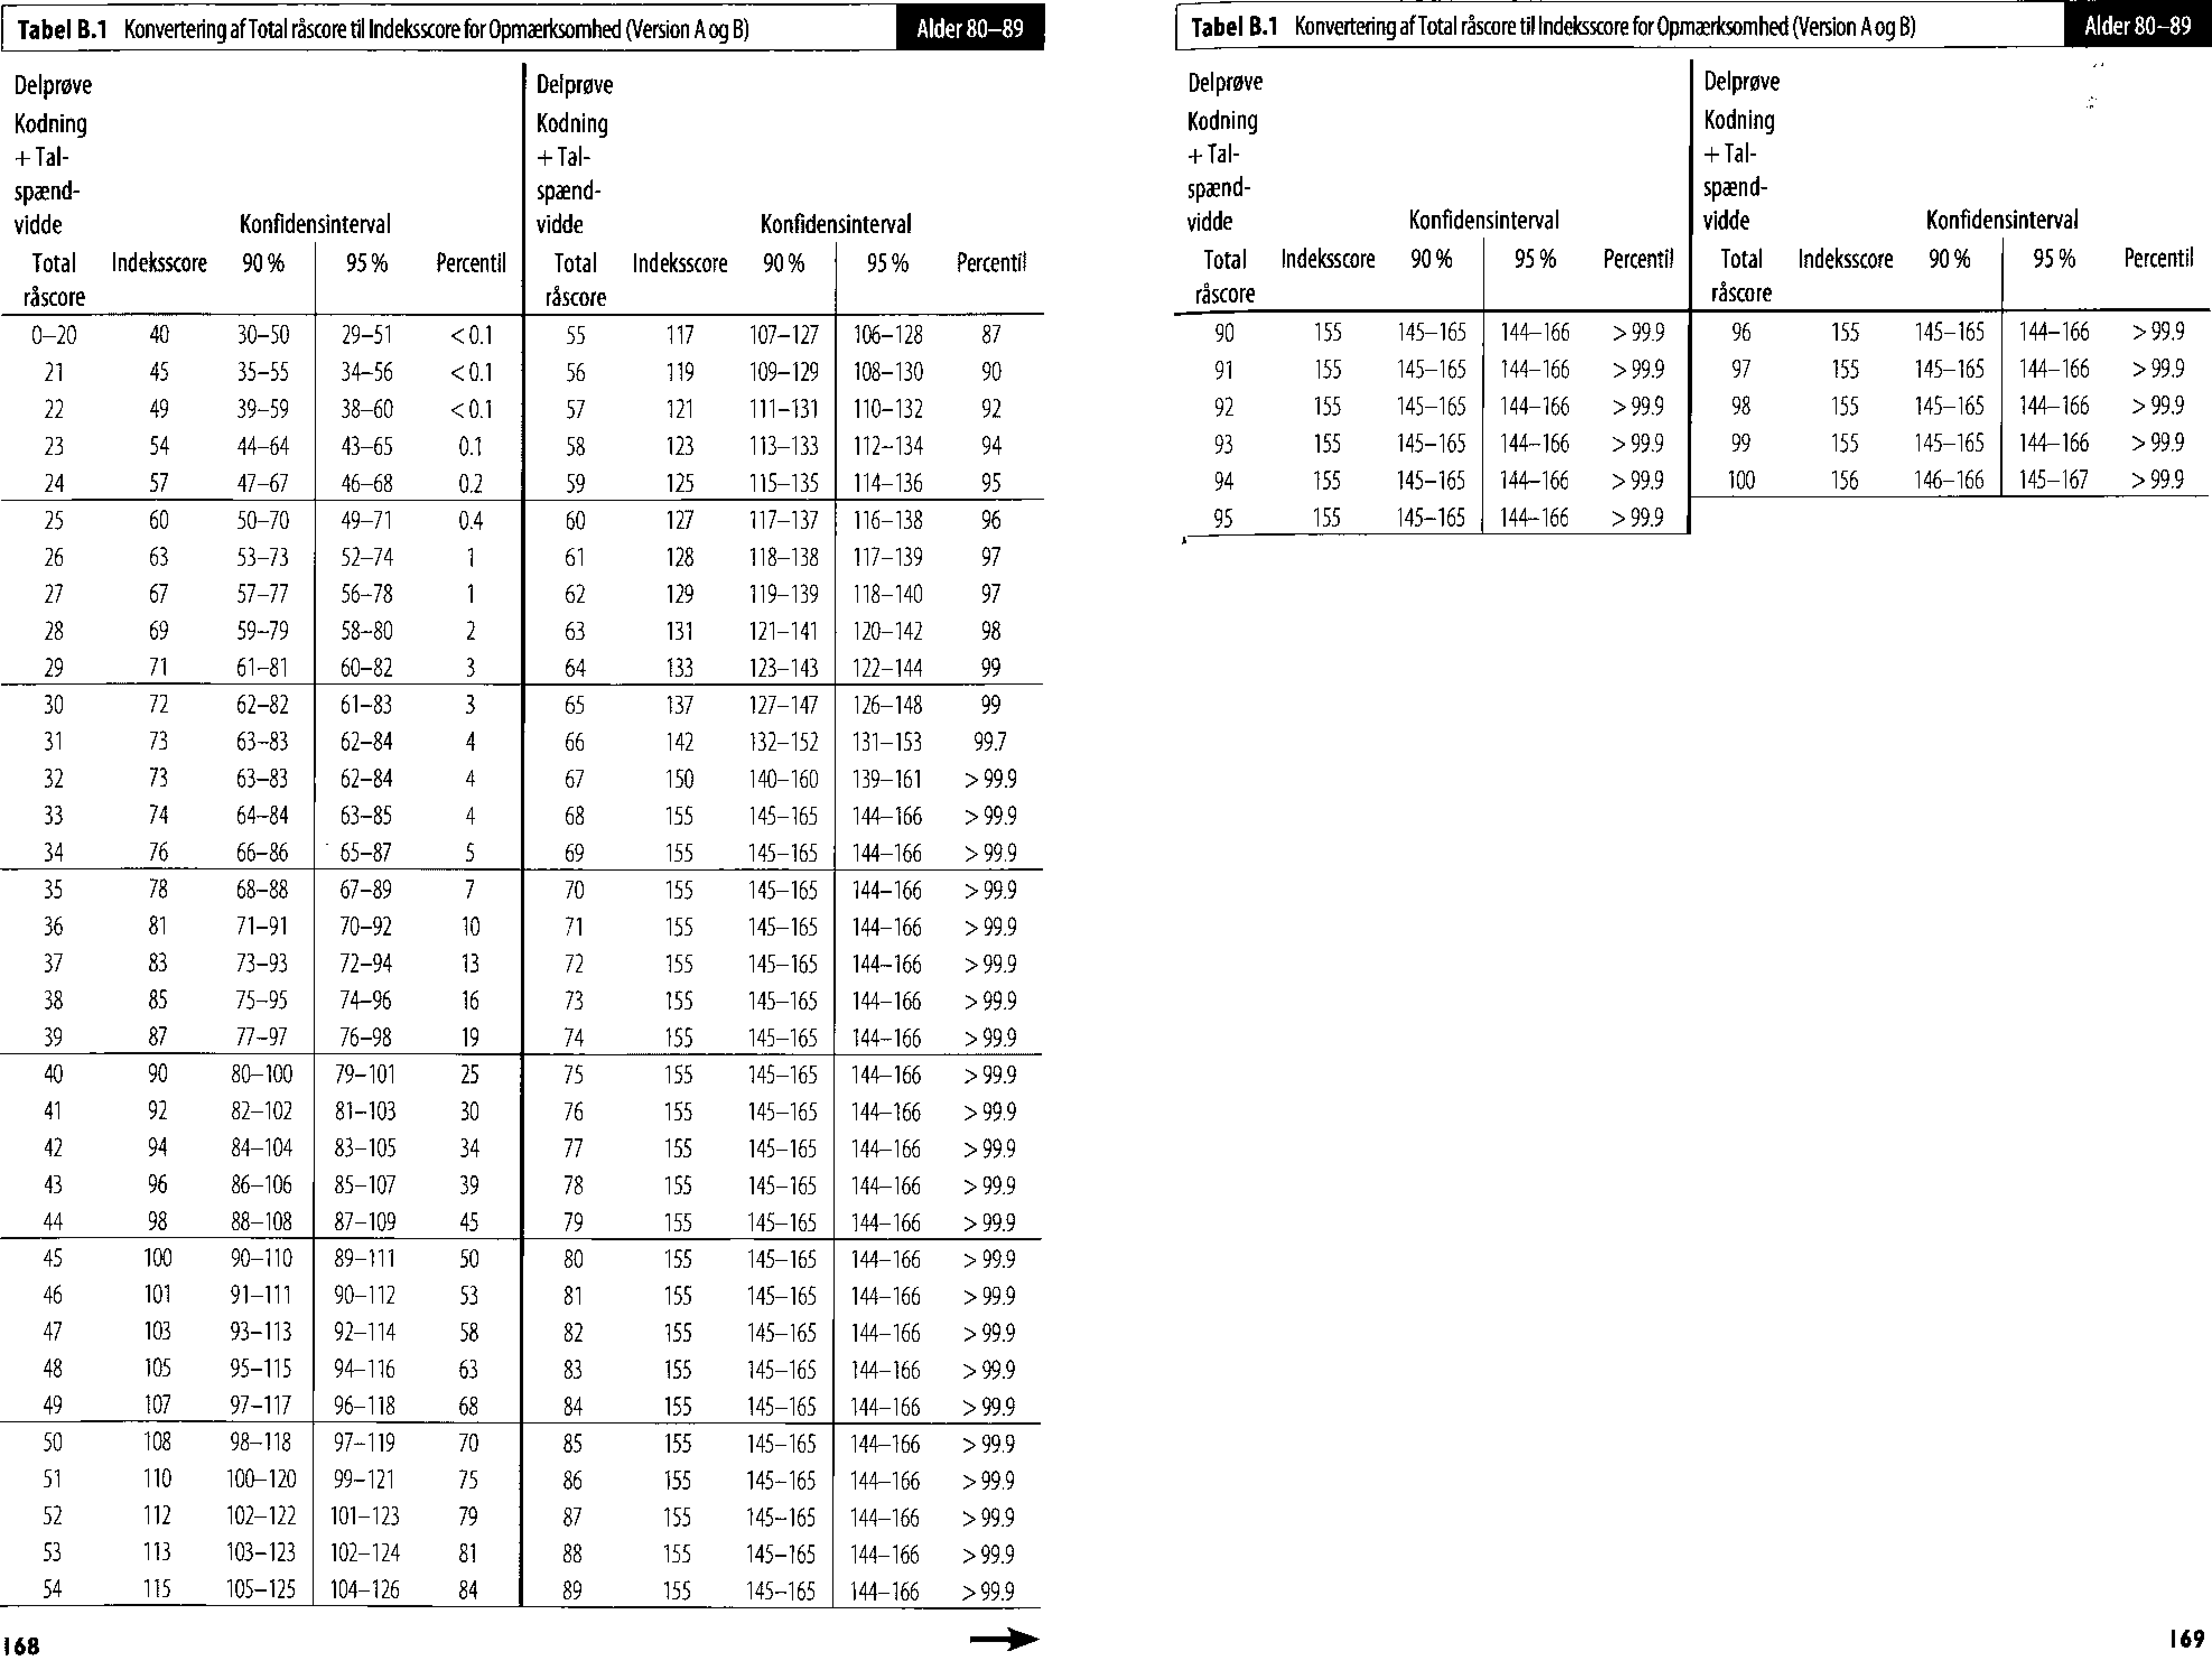 Tabel B.1 Konvertering af Total råscore til Indeksscore for Opmærksomhed (Version A og B) Alder 80–89
Delprøve Delprøve
Kodning Kodning
+ Tal- + Tal-
spænd- spænd-
vidde Konfidensinterval vidde Konfidensinterval
Total Indeksscore 90 % 95 % Percentil Total Indeksscore 90 % 95 % Percentil
råscore råscore
0–20 40 30–50 29–51 < 0.1 55 117 107–127 106–128 87
21 45 35–55 34–56 < 0.1 56 119 109–129 108–130 90
22 49 39–59 38–60 < 0.1 57 121 111–131 110–132 92
23 54 44–64 43–65 0.1 58 123 113–133 112–134 94
24 57 47–67 46–68 0.2 59 125 115–135 114–136 95
25 60 50–70 49–71 0.4 60 127 117–137 116–138 96
26 63 53–73 52–74 1 61 128 118–138 117–139 97
27 67 57–77 56–78 1 62 129 119–139 118–140 97
28 69 59–79 58–80 2 63 131 121–141 120–142 98
29 71 61–81 60–82 3 64 133 123–143 122–144 99
30 72 62–82 61–83 3 65 137 127–147 126–148 99
31 73 63–83 62–84 4 66 142 132–152 131–153 99.7
32 73 63–83 62–84 4 67 150 140–160 139–161 > 99.9
33 74 64–84 63–85 4 68 155 145–165 144–166 > 99.9
34 76 66–86 65–87 5 69 155 145–165 144–166 > 99.9
35 78 68–88 67–89 7 70 155 145–165 144–166 > 99.9
36 81 71–91 70–92 10 71 155 145–165 144–166 > 99.9
37 83 73–93 72–94 13 72 155 145–165 144–166 > 99.9
38 85 75–95 74–96 16 73 155 145–165 144–166 > 99.9
39 87 77–97 76–98 19 74 155 145–165 144–166 > 99.9
40 90 80–100 79–101 25 75 155 145–165 144–166 > 99.9
41 92 82–102 81–103 30 76 155 145–165 144–166 > 99.9
42 94 84–104 83–105 34 77 155 145–165 144–166 > 99.9
43 96 86–106 85–107 39 78 155 145–165 144–166 > 99.9
44 98 88–108 87–109 45 79 155 145–165 144–166 > 99.9
45 100 90–110 89–111 50 80 155 145–165 144–166 > 99.9
46 101 91–111 90–112 53 81 155 145–165 144–166 > 99.9
47 103 93–113 92–114 58 82 155 145–165 144–166 > 99.9
48 105 95–115 94–116 63 83 155 145–165 144–166 > 99.9
49 107 97–117 96–118 68 84 155 145–165 144–166 > 99.9
50 108 98–118 97–119 70 85 155 145–165 144–166 > 99.9
51 110 100–120 99–121 75 86 155 145–165 144–166 > 99.9
52 112 102–122 101–123 79 87 155 145–165 144–166 > 99.9
53 113 103–123 102–124 81 88 155 145–165 144–166 > 99.9
54 115 105–125 104–126 84 89 155 145–165 144–166 > 99.9
168
Tabel B.1 Konvertering af Total råscore til Indeksscore for Opmærksomhed (Version A og B) Alder 80–89
Delprøve Delprøve
Kodning Kodning
+ Tal- + Tal-
spænd- spænd-
vidde Konfidensinterval vidde Konfidensinterval
Total Indeksscore 90 % 95 % Percentil Total Indeksscore 90 % 95 % Percentil
råscore råscore
90 155 145–165 144–166 > 99.9 96 155 145–165 144–166 > 99.9
91 155 145–165 144–166 > 99.9 97 155 145–165 144–166 > 99.9
92 155 145–165 144–166 > 99.9 98 155 145–165 144–166 > 99.9
93 155 145–165 144–166 > 99.9 99 155 145–165 144–166 > 99.9
94 155 145–165 144–166 > 99.9 100 156 146–166 145–167 > 99.9
95 155 145–165 144–166 > 99.9
169